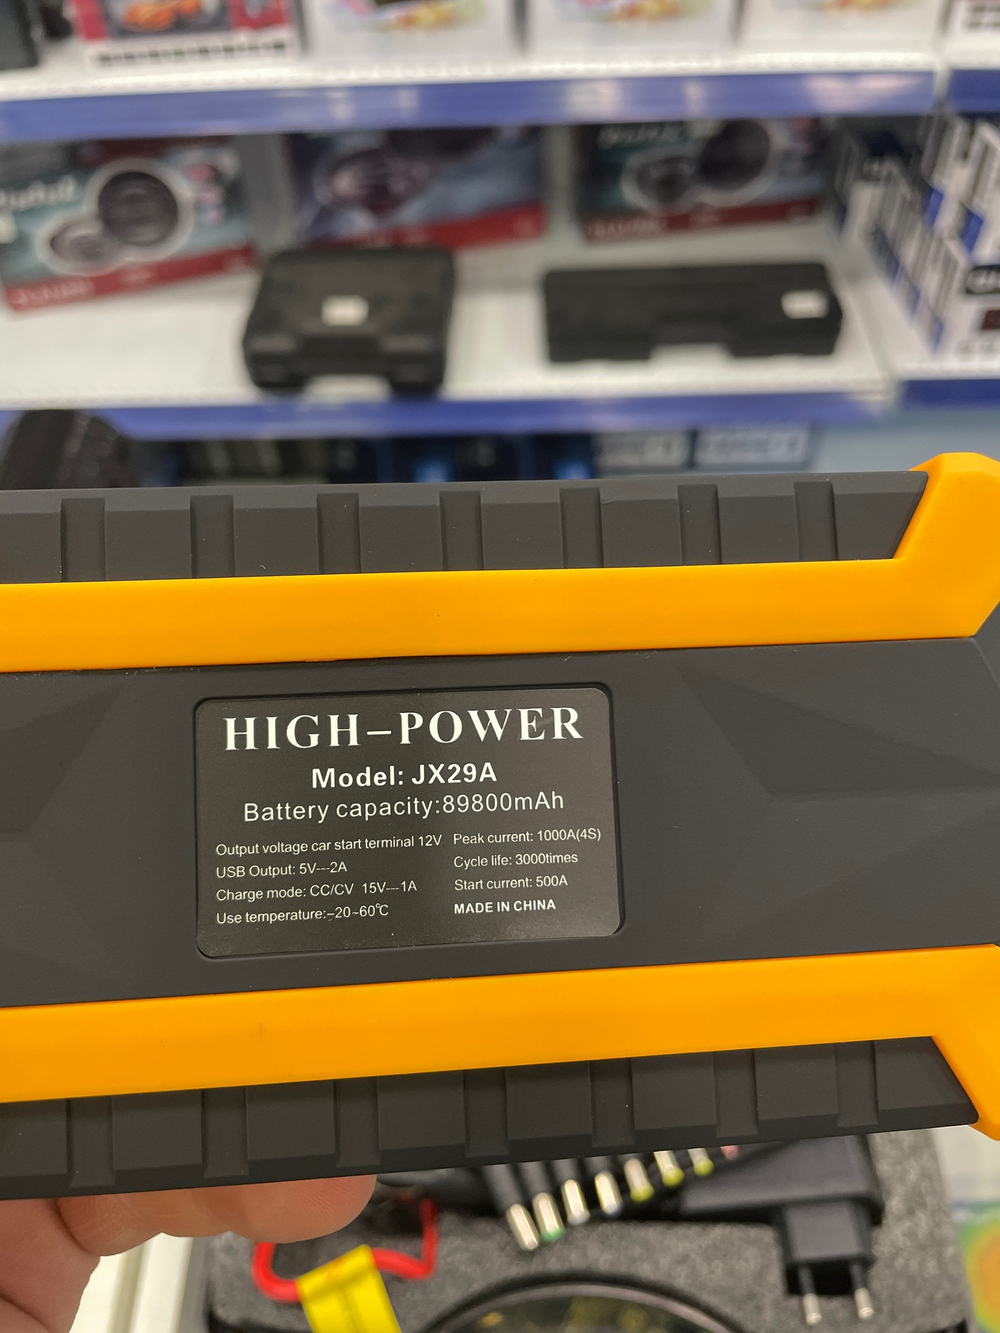 HIGH–POWER
Model: JX29A
Battery capacity:89800mAh
Output voltage car start terminal 12V
USB Output: 5V---2A
Charge mode: CC/CV 15V---1A
Use temperature:–20~60℃
Peak current: 1000A(4S)
Cycle life: 3000times
Start current: 500A
MADE IN CHINA